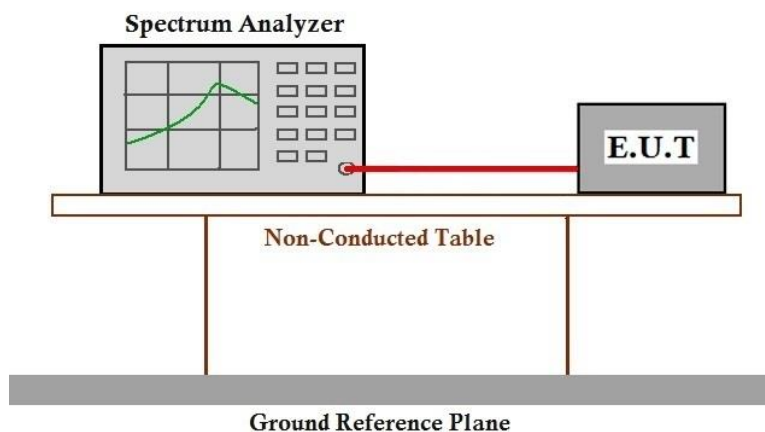 Spectrum Analyzer
E.U.T
Non-Conducted Table
Ground Reference Plane